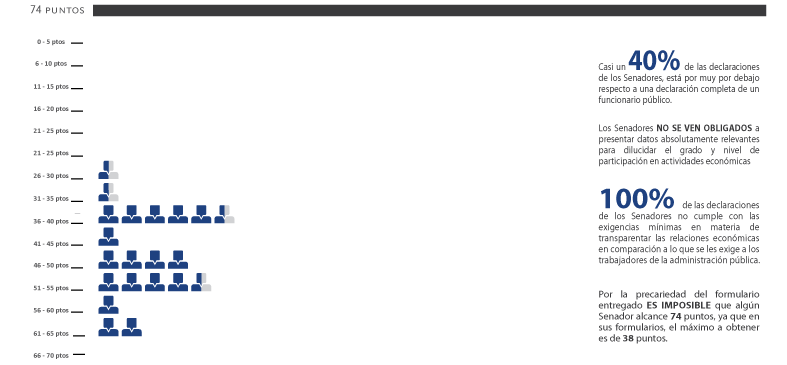 74 PUNTOS
0 - 5 ptos
6 - 10 ptos
11 - 15 ptos
16 - 20 ptos
21 - 25 ptos
21 - 25 ptos
26 - 30 ptos
31 - 35 ptos
36 - 40 ptos
41 - 45 ptos
46 - 50 ptos
51 - 55 ptos
56 - 60 ptos
61 - 65 ptos
66 - 70 ptos
Casi un 40% de las declaraciones
de los Senadores, está por muy por debajo
respecto a una declaración completa de un
funcionario público.
Los Senadores NO SE VEN OBLIGADOS a
presentar datos absolutamente relevantes
para dilucidar el grado y nivel de
participación en actividades económicas
100% de las declaraciones
de los Senadores no cumple con las
exigencias mínimas en materia de
transparentar las relaciones económicas
en comparación a lo que se les exige a los
trabajadores de la administración pública.
Por la precariedad del formulario
entregado ES IMPOSIBLE que algún
Senador alcance 74 puntos, ya que en
sus formularios, el máximo a obtener
es de 38 puntos.